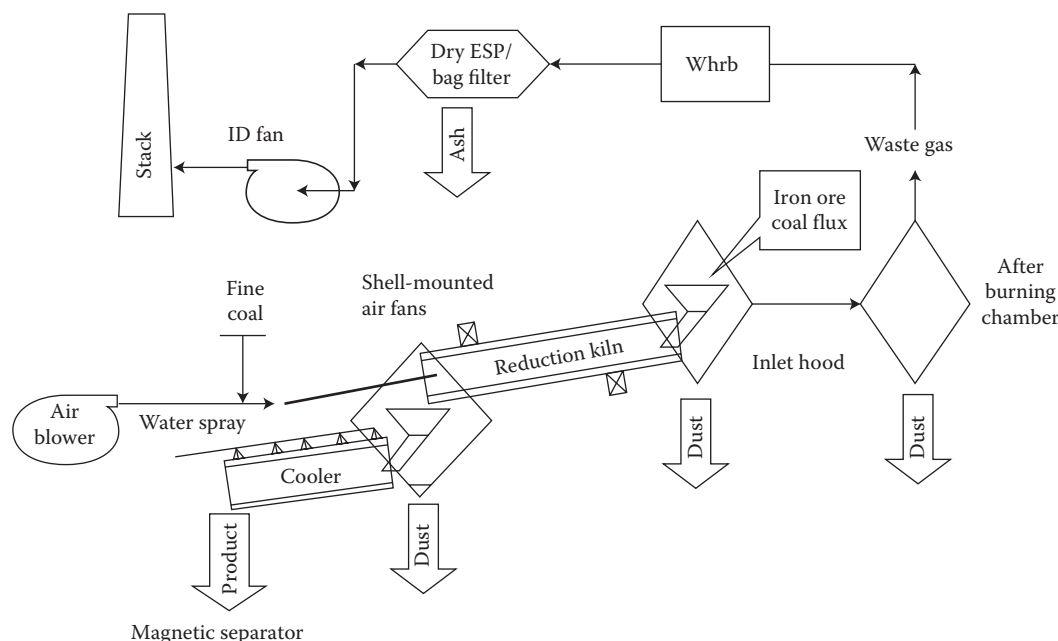 Dry ESP/
bag filter
Whrb
Stack
ID fan
Ash
Waste gas
Iron ore
coal flux
Shell-mounted
air fans
Fine
coal
After
burning
chamber
Reduction kiln
Inlet hood
Air
blower
Water spray
Cooler
Dust
Dust
Product
Dust
Magnetic separator